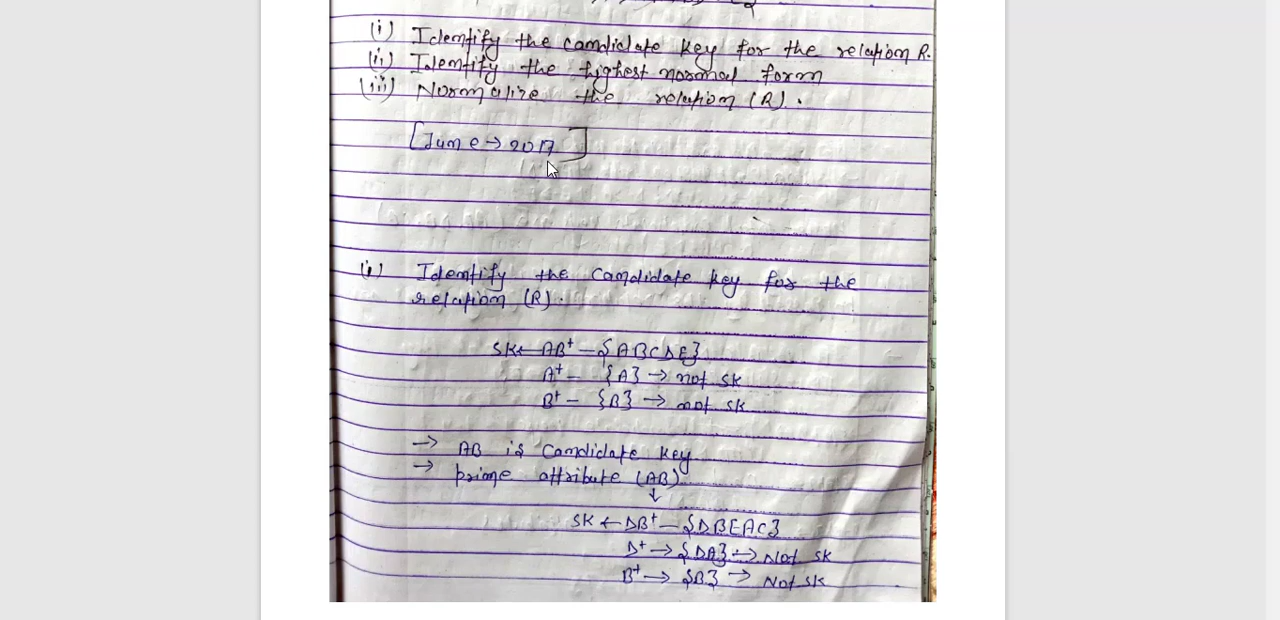 (i) Identify the candidate key for the relation R.
(ii) Identify the highest normal form
(iii) Normalize the relation (R).
[June → 2017]
(i) Identify the candidate key for the
relation (R).
SK ← AB⁺ – {ABCDE}
A⁺ – {A} → not SK
B⁺ – {B} → not SK
→ AB is candidate key
→ prime attribute (AB)
↓
SK ← DB⁺ – {DBEAC}
D⁺ → {DA} → Not SK
B⁺ → {B} → Not SK